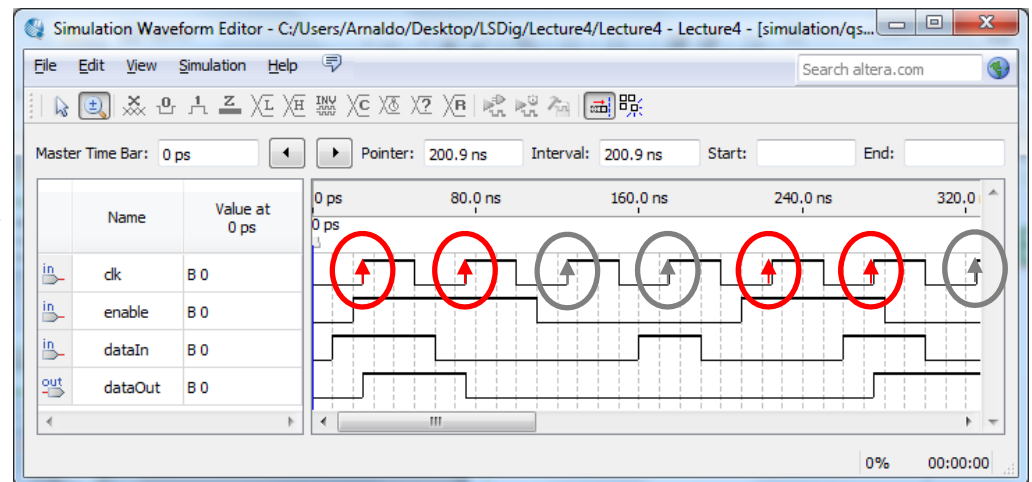 Simulation Waveform Editor - C:/Users/Arnaldo/Desktop/LSDig/Lecture4/Lecture4 - Lecture4 - [simulation/qs...
File Edit View Simulation Help
Search altera.com
Master Time Bar: 0 ps Pointer: 200.9 ns Interval: 200.9 ns Start: End:
Name Value at 0 ps
0 ps 80.0 ns 160.0 ns 240.0 ns 320.0
0 ps
in clk B 0
in enable B 0
in dataIn B 0
out dataOut B 0
0% 00:00:00